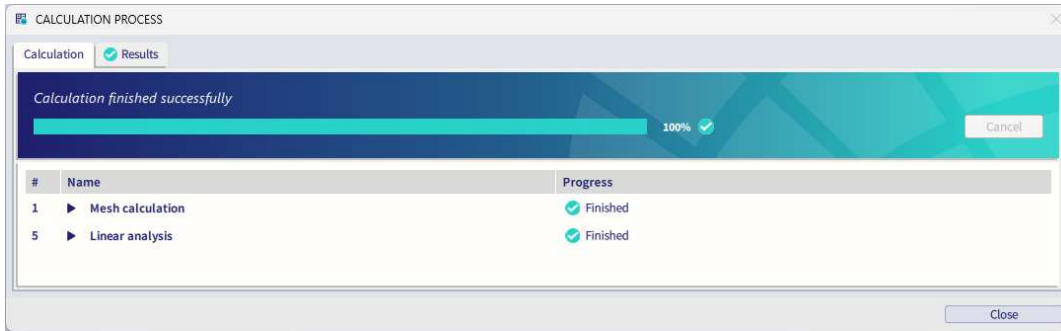 CALCULATION PROCESS
Calculation Results
Calculation finished successfully
100% Cancel
# Name Progress
1 Mesh calculation Finished
5 Linear analysis Finished
Close